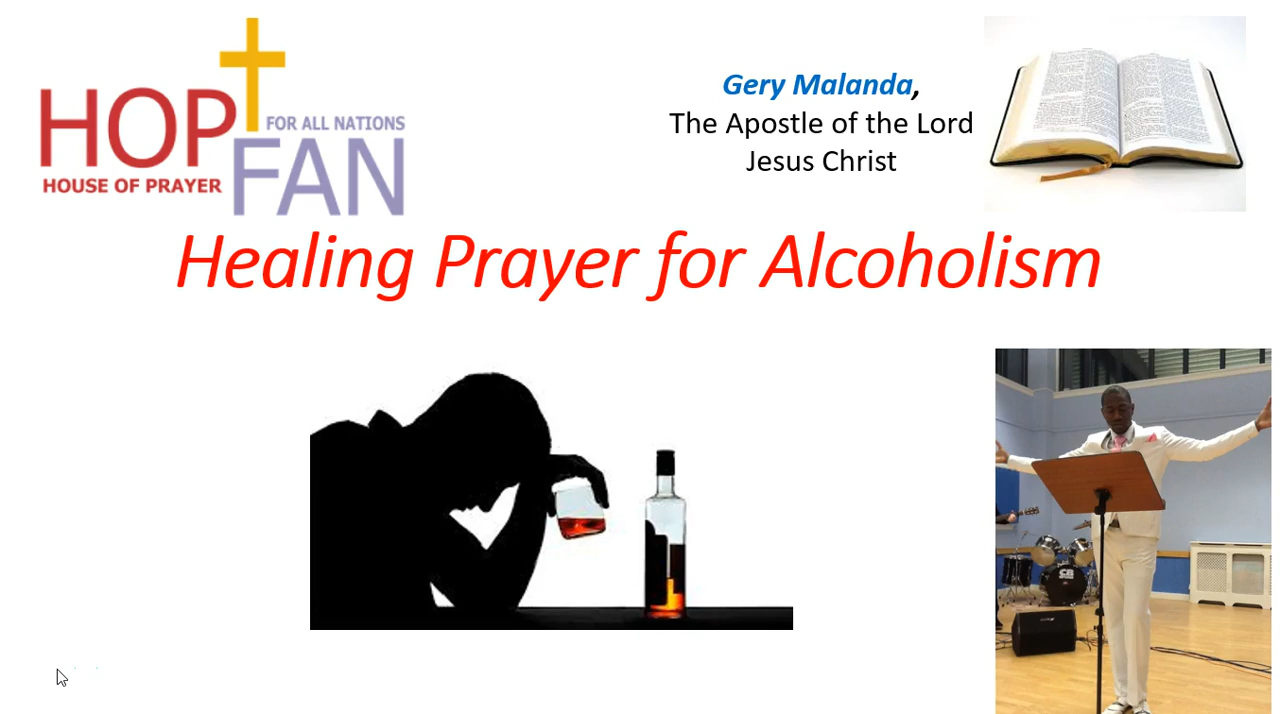 HOP
FOR ALL NATIONS
HOUSE OF PRAYER
FAN
Gery Malanda,
The Apostle of the Lord
Jesus Christ
Healing Prayer for Alcoholism
CB